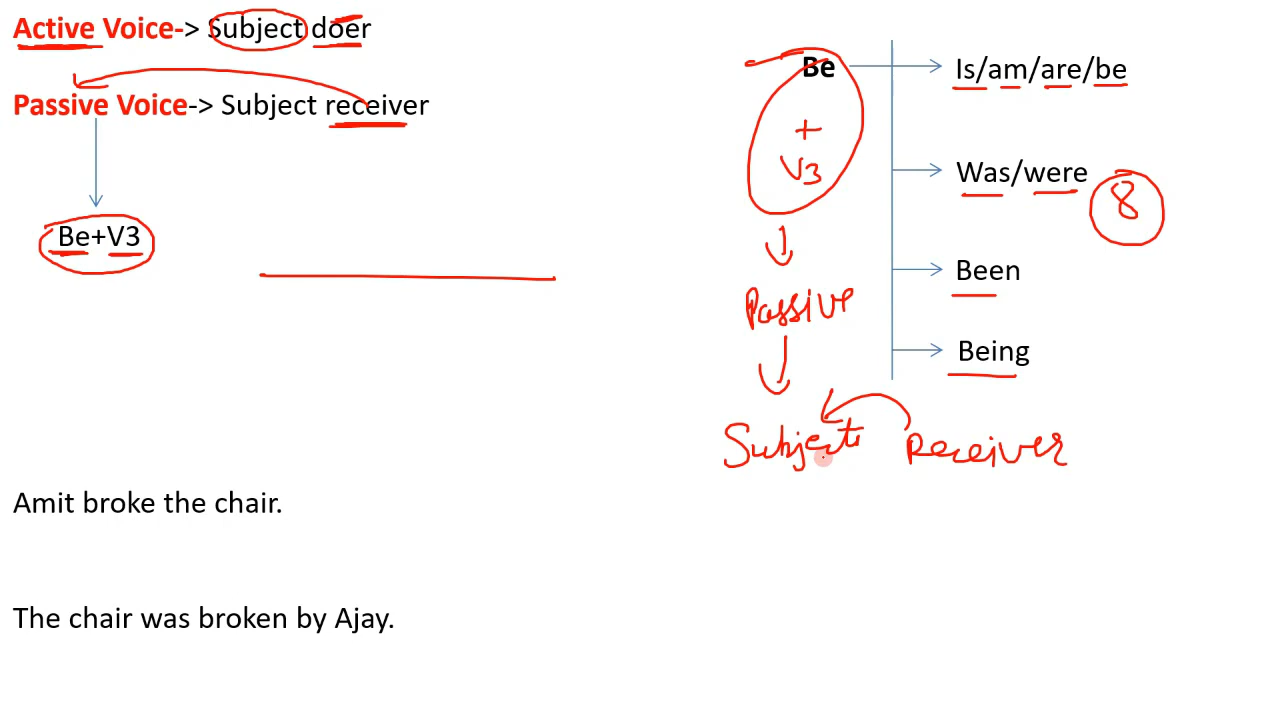 Active Voice-> Subject doer
Passive Voice-> Subject receiver
Be+V3
Amit broke the chair.
The chair was broken by Ajay.
Be
+
V3
Passive
Subject Receiver
Is/am/are/be
Was/were
8
Been
Being